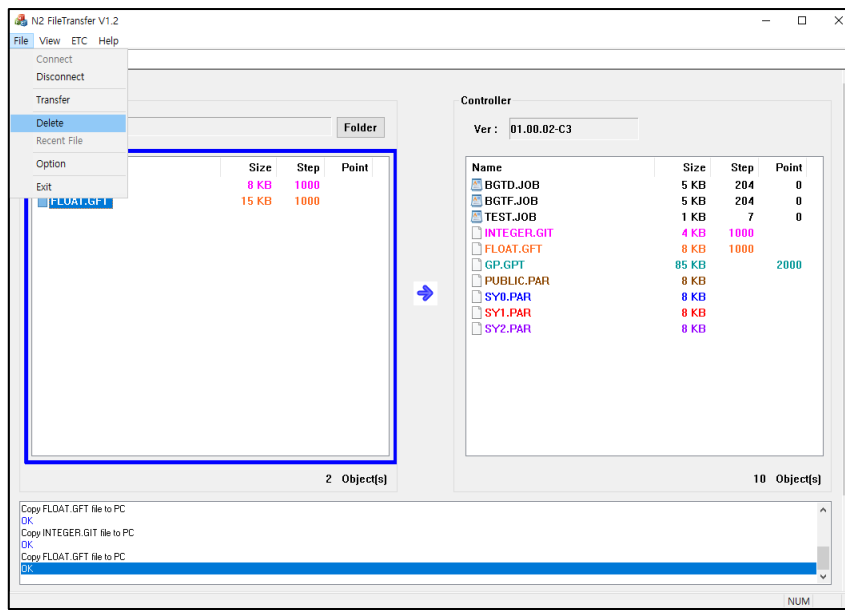 N2 FileTransfer V1.2
File View ETC Help
Connect
Disconnect
Transfer
Delete
Recent File
Option
Exit
Folder
Size Step Point
8 KB 1000
FLOAT.GFT 15 KB 1000
2 Object(s)
Controller
Ver : 01.00.02-C3
Name Size Step Point
BGTD.JOB 5 KB 204 0
BGTF.JOB 5 KB 204 0
TEST.JOB 1 KB 7 0
INTEGER.GIT 4 KB 1000
FLOAT.GFT 8 KB 1000
GP.GPT 85 KB 2000
PUBLIC.PAR 8 KB
SY0.PAR 8 KB
SY1.PAR 8 KB
SY2.PAR 8 KB
10 Object(s)
Copy FLOAT.GFT file to PC
OK
Copy INTEGER.GIT file to PC
OK
Copy FLOAT.GFT file to PC
OK
NUM